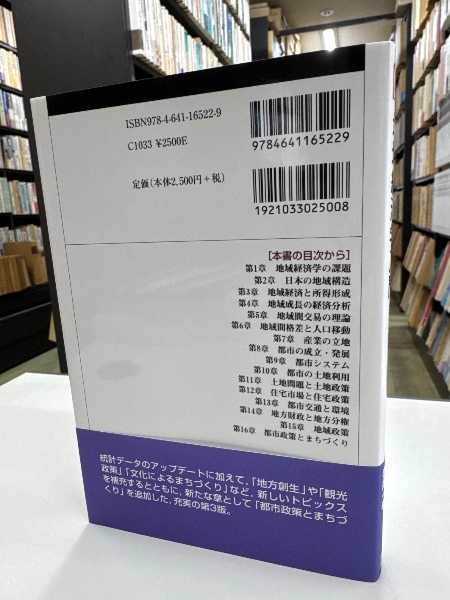 ISBN978-4-641-16522-9
C1033 ¥2500E
定価(本体2,500円+税)
9784641165229
1921033025008
[本書の目次から]
第1章 地域経済学の課題
第2章 日本の地域構造
第3章 地域経済と所得形成
第4章 地域成長の経済分析
第5章 地域間交易の理論
第6章 地域間格差と人口移動
第7章 産業の立地
第8章 都市の成立・発展
第9章 都市システム
第10章 都市の土地利用
第11章 土地問題と土地政策
第12章 住宅市場と住宅政策
第13章 都市交通と環境
第14章 地方財政と地方分権
第15章 地域政策
第16章 都市政策とまちづくり
統計データのアップデートに加えて,「地方創生」や「観光
政策」「文化によるまちづくり」など, 新しいトピックス
を補充するとともに, 新たな章として「都市政策とまちづ
くり」を追加した, 充実の第3版。